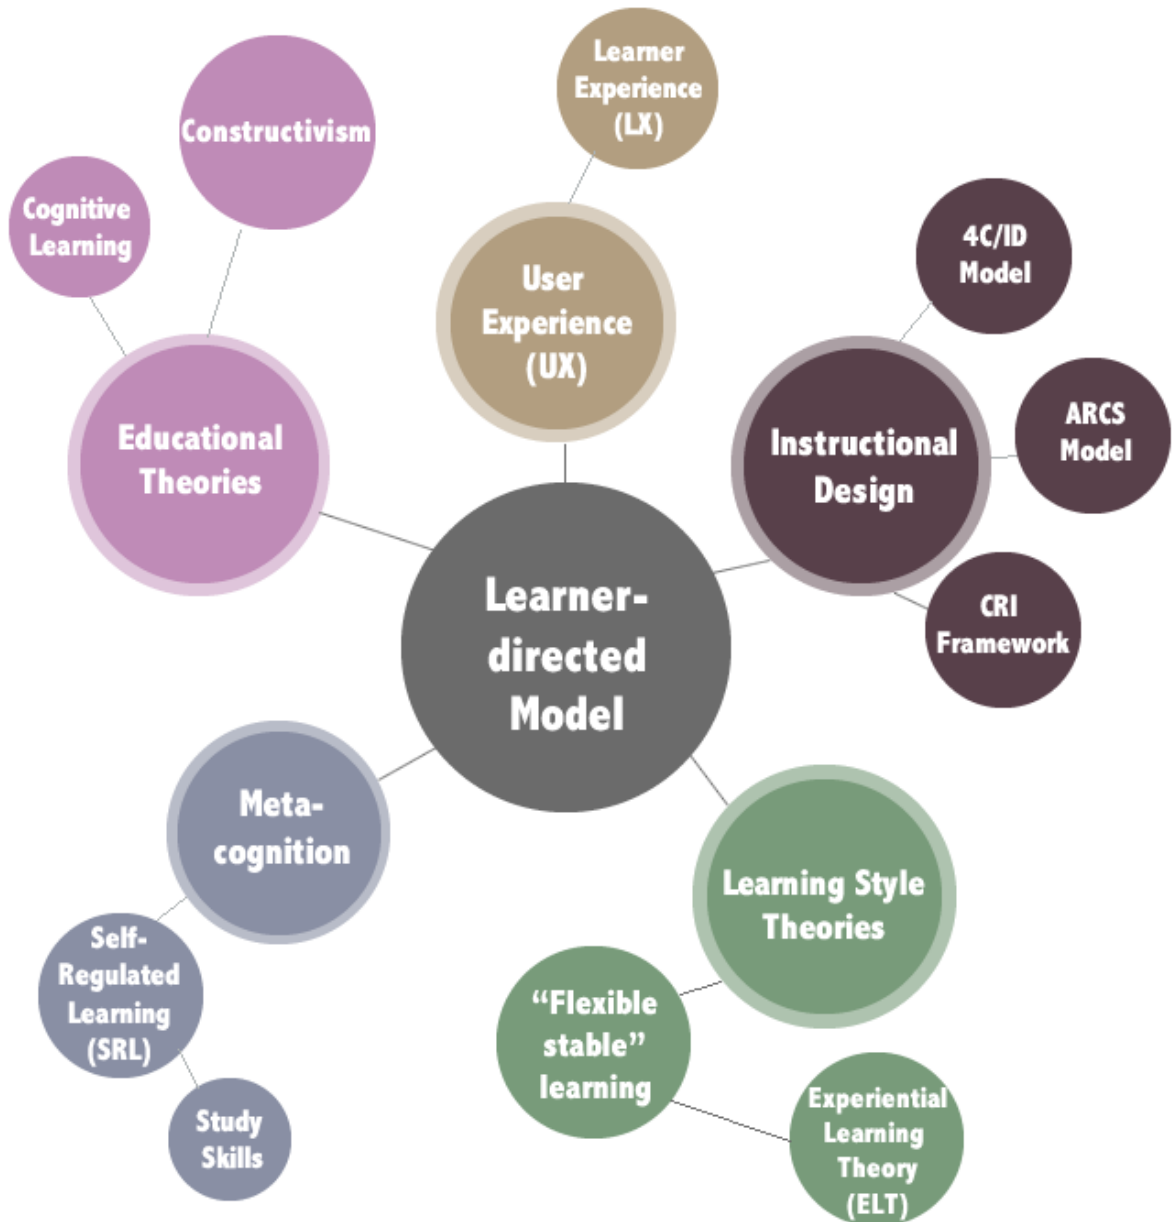 Learner
Experience
(LX)
Constructivism
Cognitive
Learning
User
Experience
(UX)
4C/ID
Model
ARCS
Model
Educational
Theories
Instructional
Design
CRI
Framework
Learner-
directed
Model
Meta-
cognition
Learning Style
Theories
Self-
Regulated
Learning
(SRL)
“Flexible
stable”
learning
Study
Skills
Experiential
Learning
Theory
(ELT)